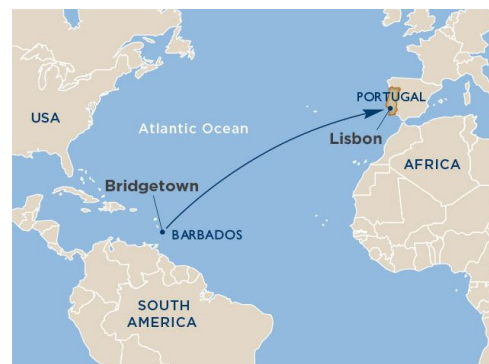 PORTUGAL
USA
Atlantic Ocean
Lisbon
AFRICA
Bridgetown
BARBADOS
SOUTH
AMERICA